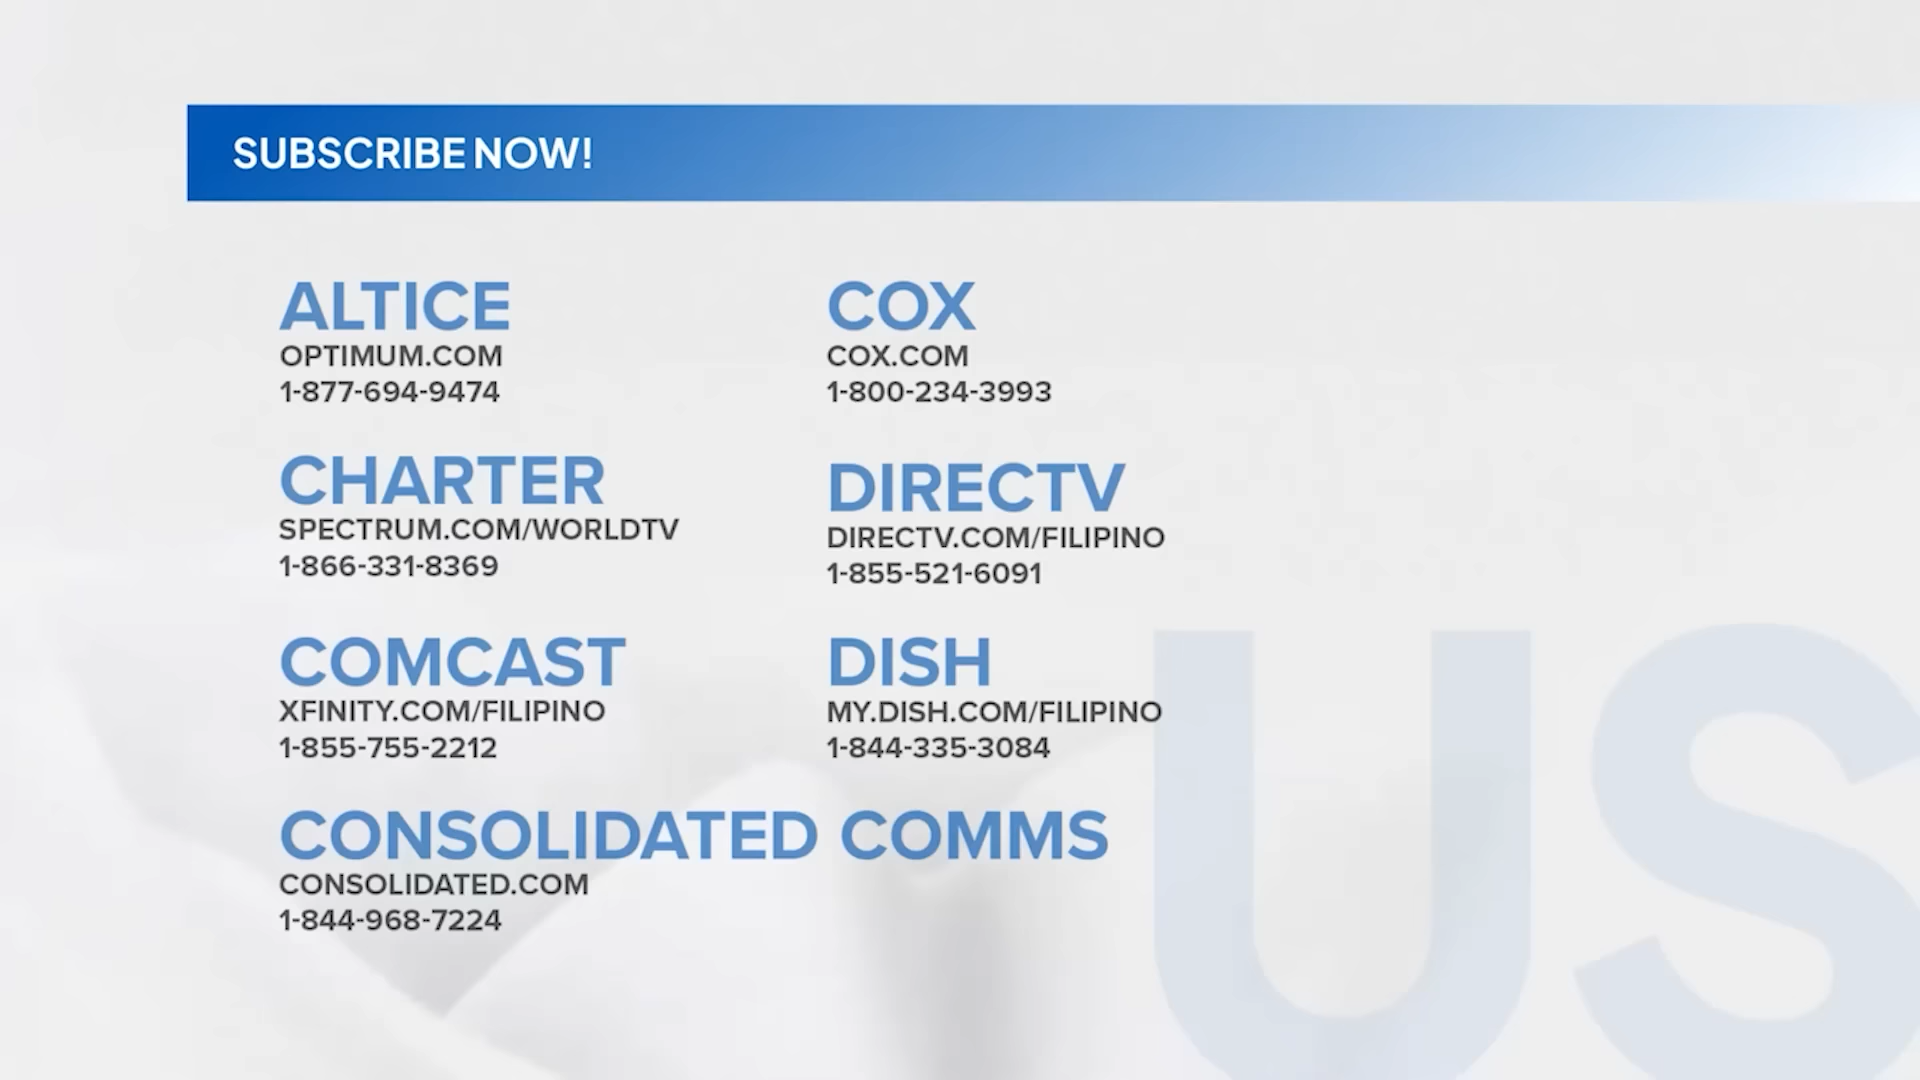 SUBSCRIBE NOW!
ALTICE
OPTIMUM.COM
1-877-694-9474
CHARTER
SPECTRUM.COM/WORLDTV
1-866-331-8369
COMCAST
XFINITY.COM/FILIPINO
1-855-755-2212
CONSOLIDATED COMMS
CONSOLIDATED.COM
1-844-968-7224
COX
COX.COM
1-800-234-3993
DIRECTV
DIRECTV.COM/FILIPINO
1-855-521-6091
DISH
MY.DISH.COM/FILIPINO
1-844-335-3084
US